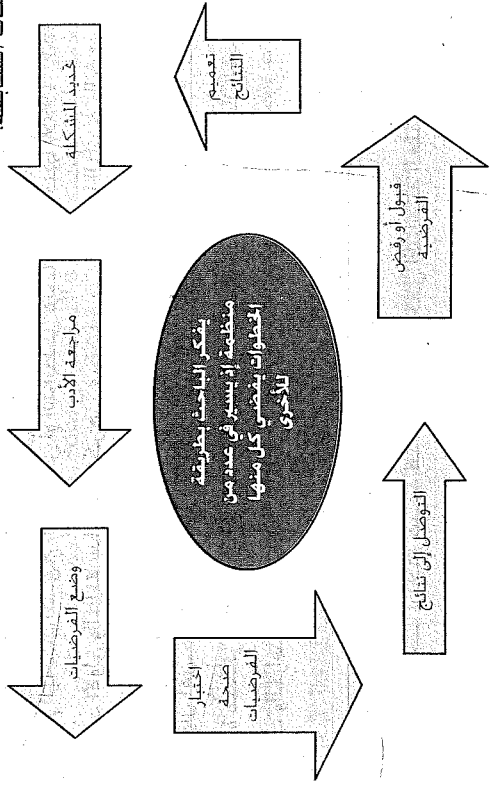 تحديد المشكلة
مراجعة الأدب
وضع الفرضيات
اختبار
صحة
الفرضيات
التوصل إلى نتائج
قبول أو رفض
الفرضية
تعميم
النتائج
يفكر الباحث بطريقة
منظمة إذ يسير في عدد من
الخطوات يفضي كل منها
للأخرى